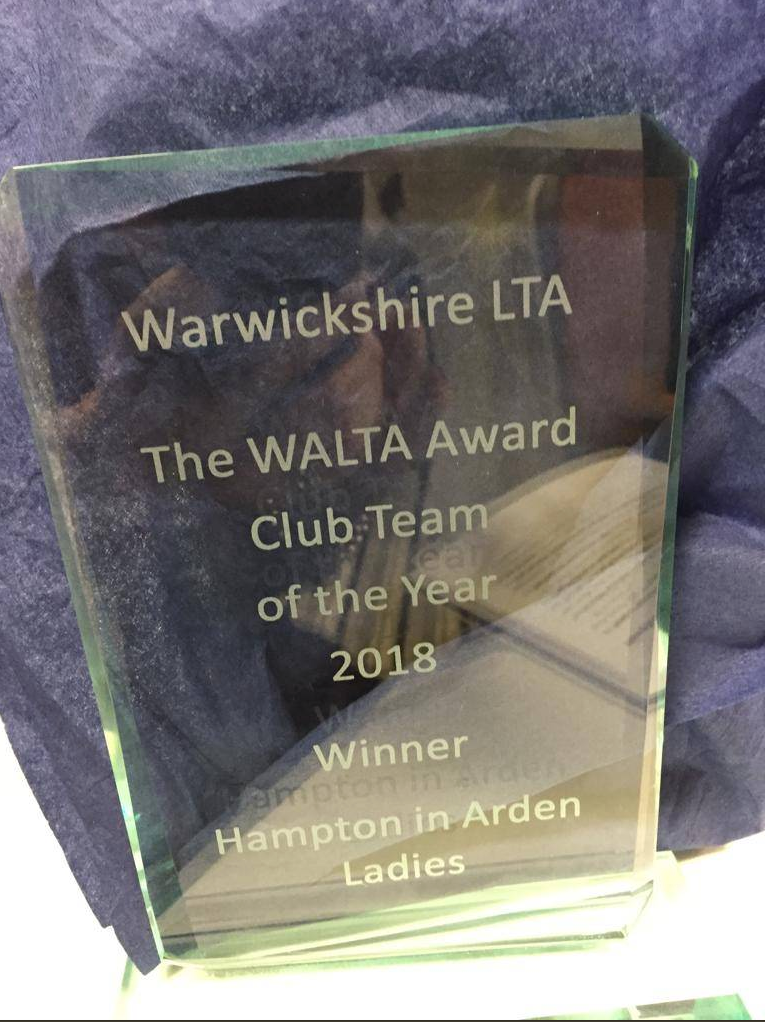 Warwickshire LTA
The WALTA Award
Club Team
of the Year
2018
Winner
Hampton in Arden
Ladies